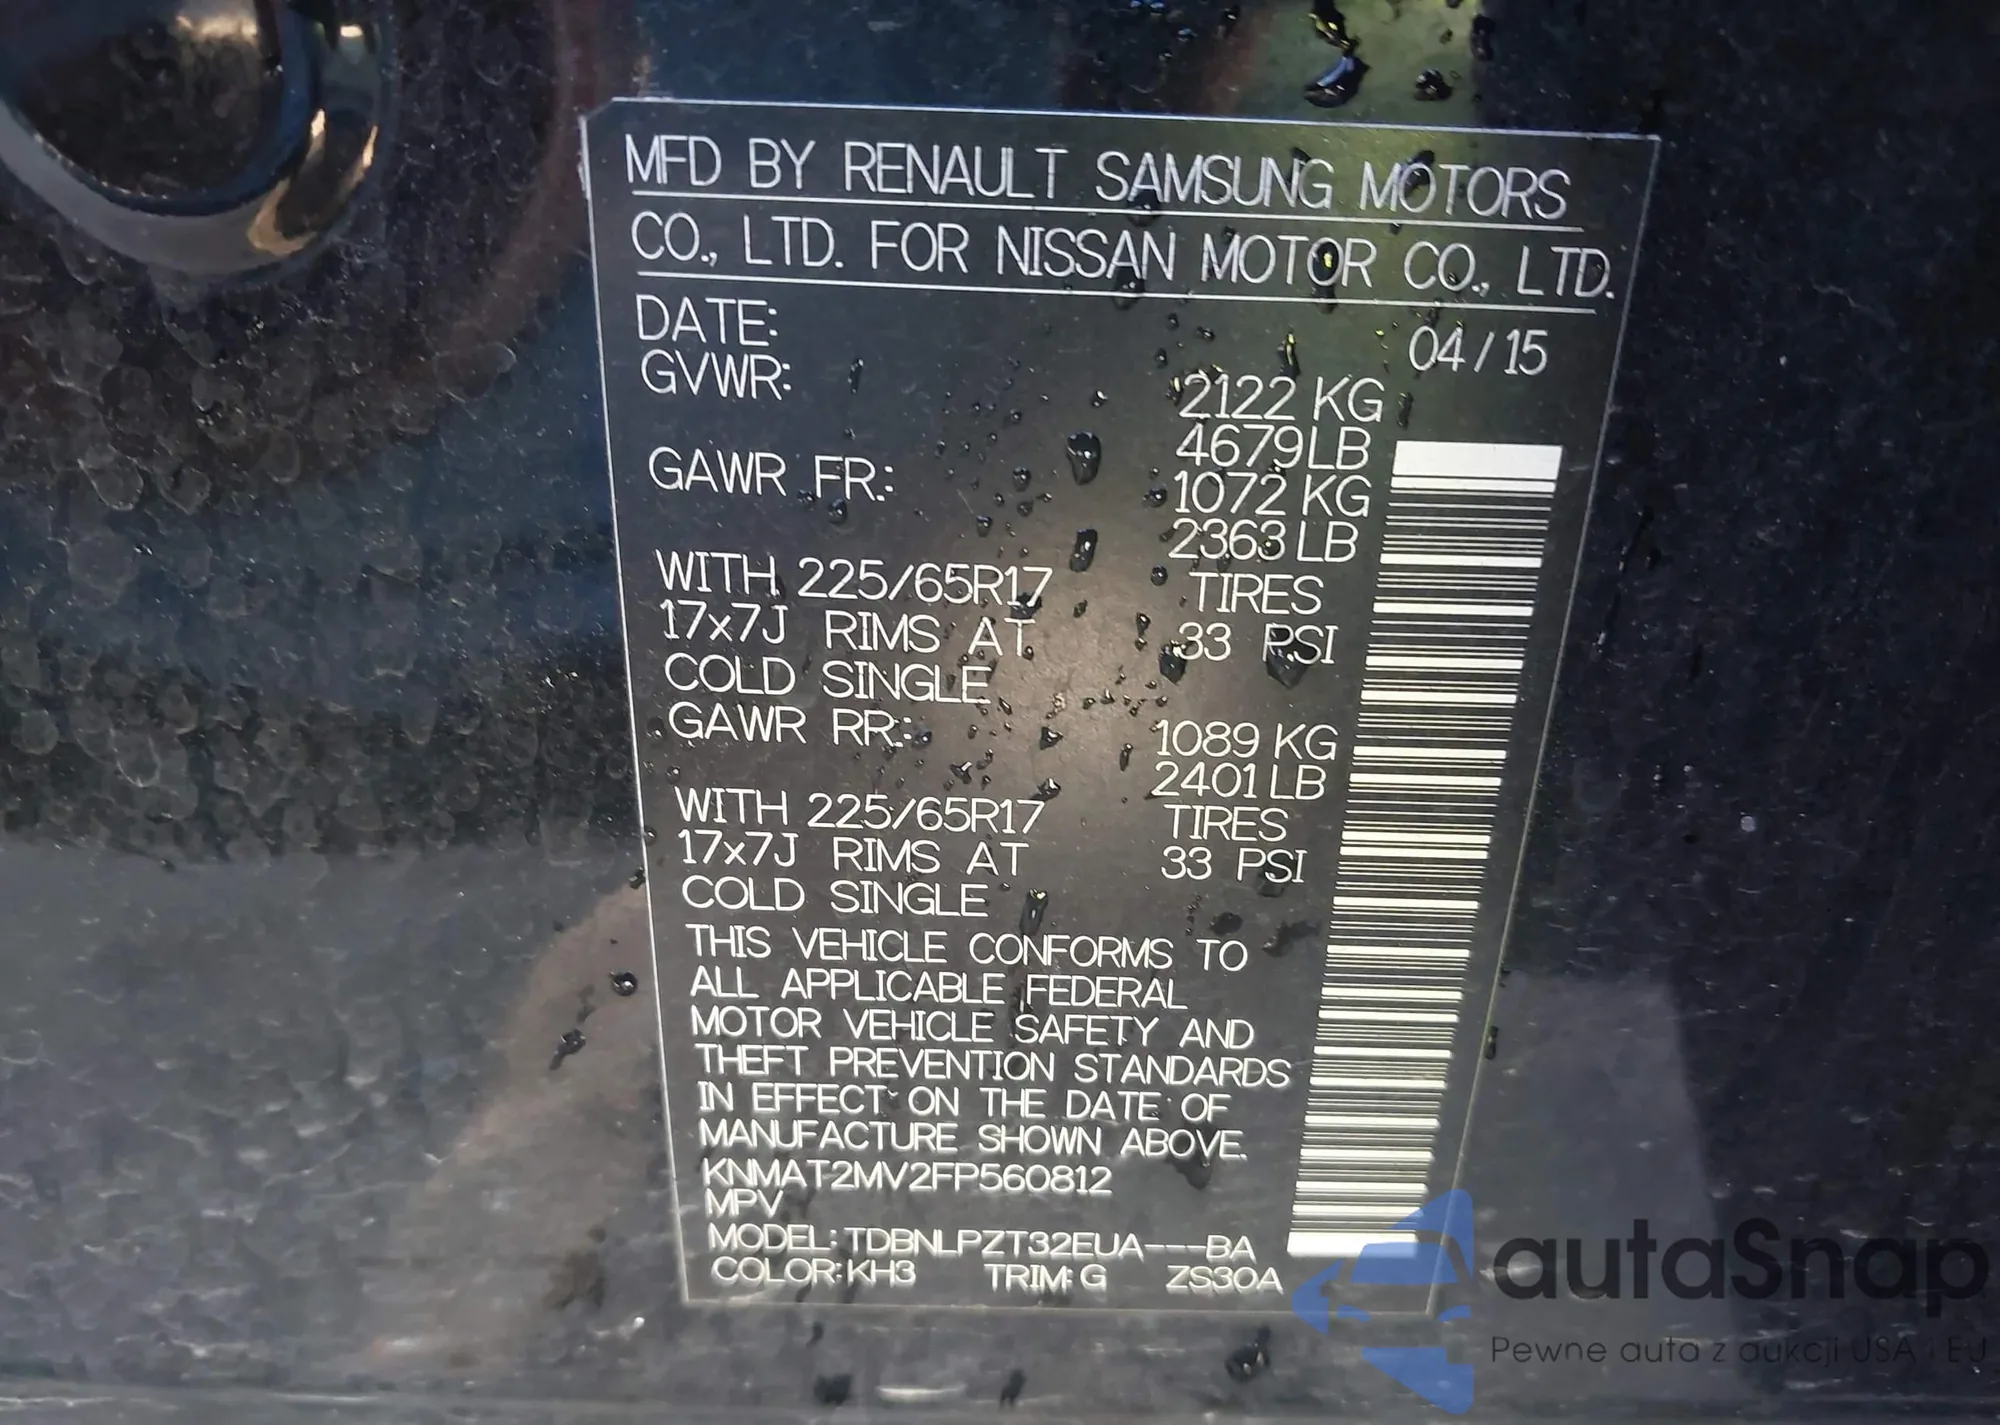 MFD BY RENAULT SAMSUNG MOTORS
CO., LTD. FOR NISSAN MOTOR CO., LTD.
DATE: 04/15
GVWR: 2122 KG
4679 LB
GAWR FR.: 1072 KG
2363 LB
WITH 225/65R17 TIRES
17x7J RIMS AT 33 PSI
COLD SINGLE
GAWR RR.: 1089 KG
2401 LB
WITH 225/65R17 TIRES
17x7J RIMS AT 33 PSI
COLD SINGLE
THIS VEHICLE CONFORMS TO
ALL APPLICABLE FEDERAL
MOTOR VEHICLE SAFETY AND
THEFT PREVENTION STANDARDS
IN EFFECT ON THE DATE OF
MANUFACTURE SHOWN ABOVE.
KNMAT2MV2FP560812
MPV
MODEL: TDBNLPZT32EUA---BA
COLOR: KH3 TRIM: G ZS30A
autaSnap
Pewne auta z aukcji USA i EU